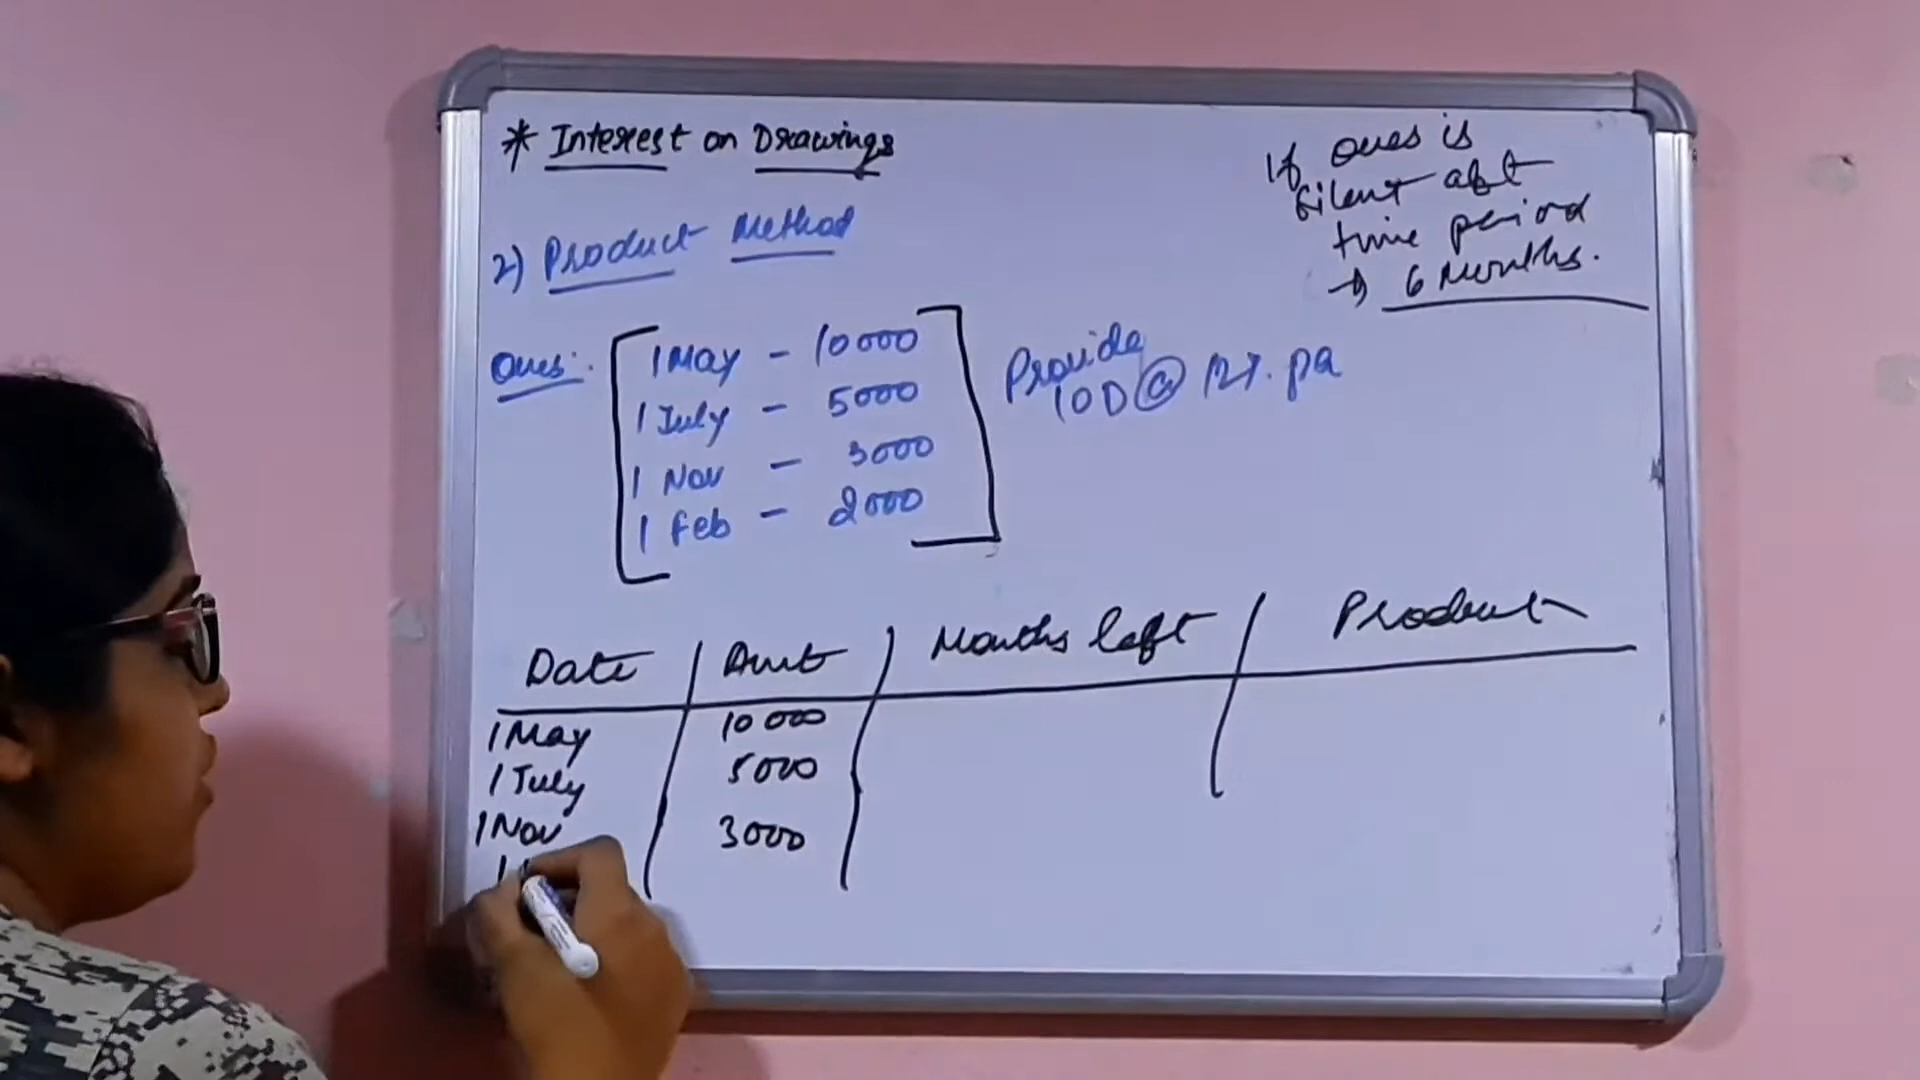 * Interest on Drawings
If Ques is
silent abt
time period
→ 6 Months.
2) Product Method
Ques:
1 May - 10000
1 July - 5000
1 Nov - 3000
1 Feb - 2000
Provide
IOD @ 12%. pa
Date Amt Months left Product
1 May 10000
1 July 5000
1 Nov 3000
1